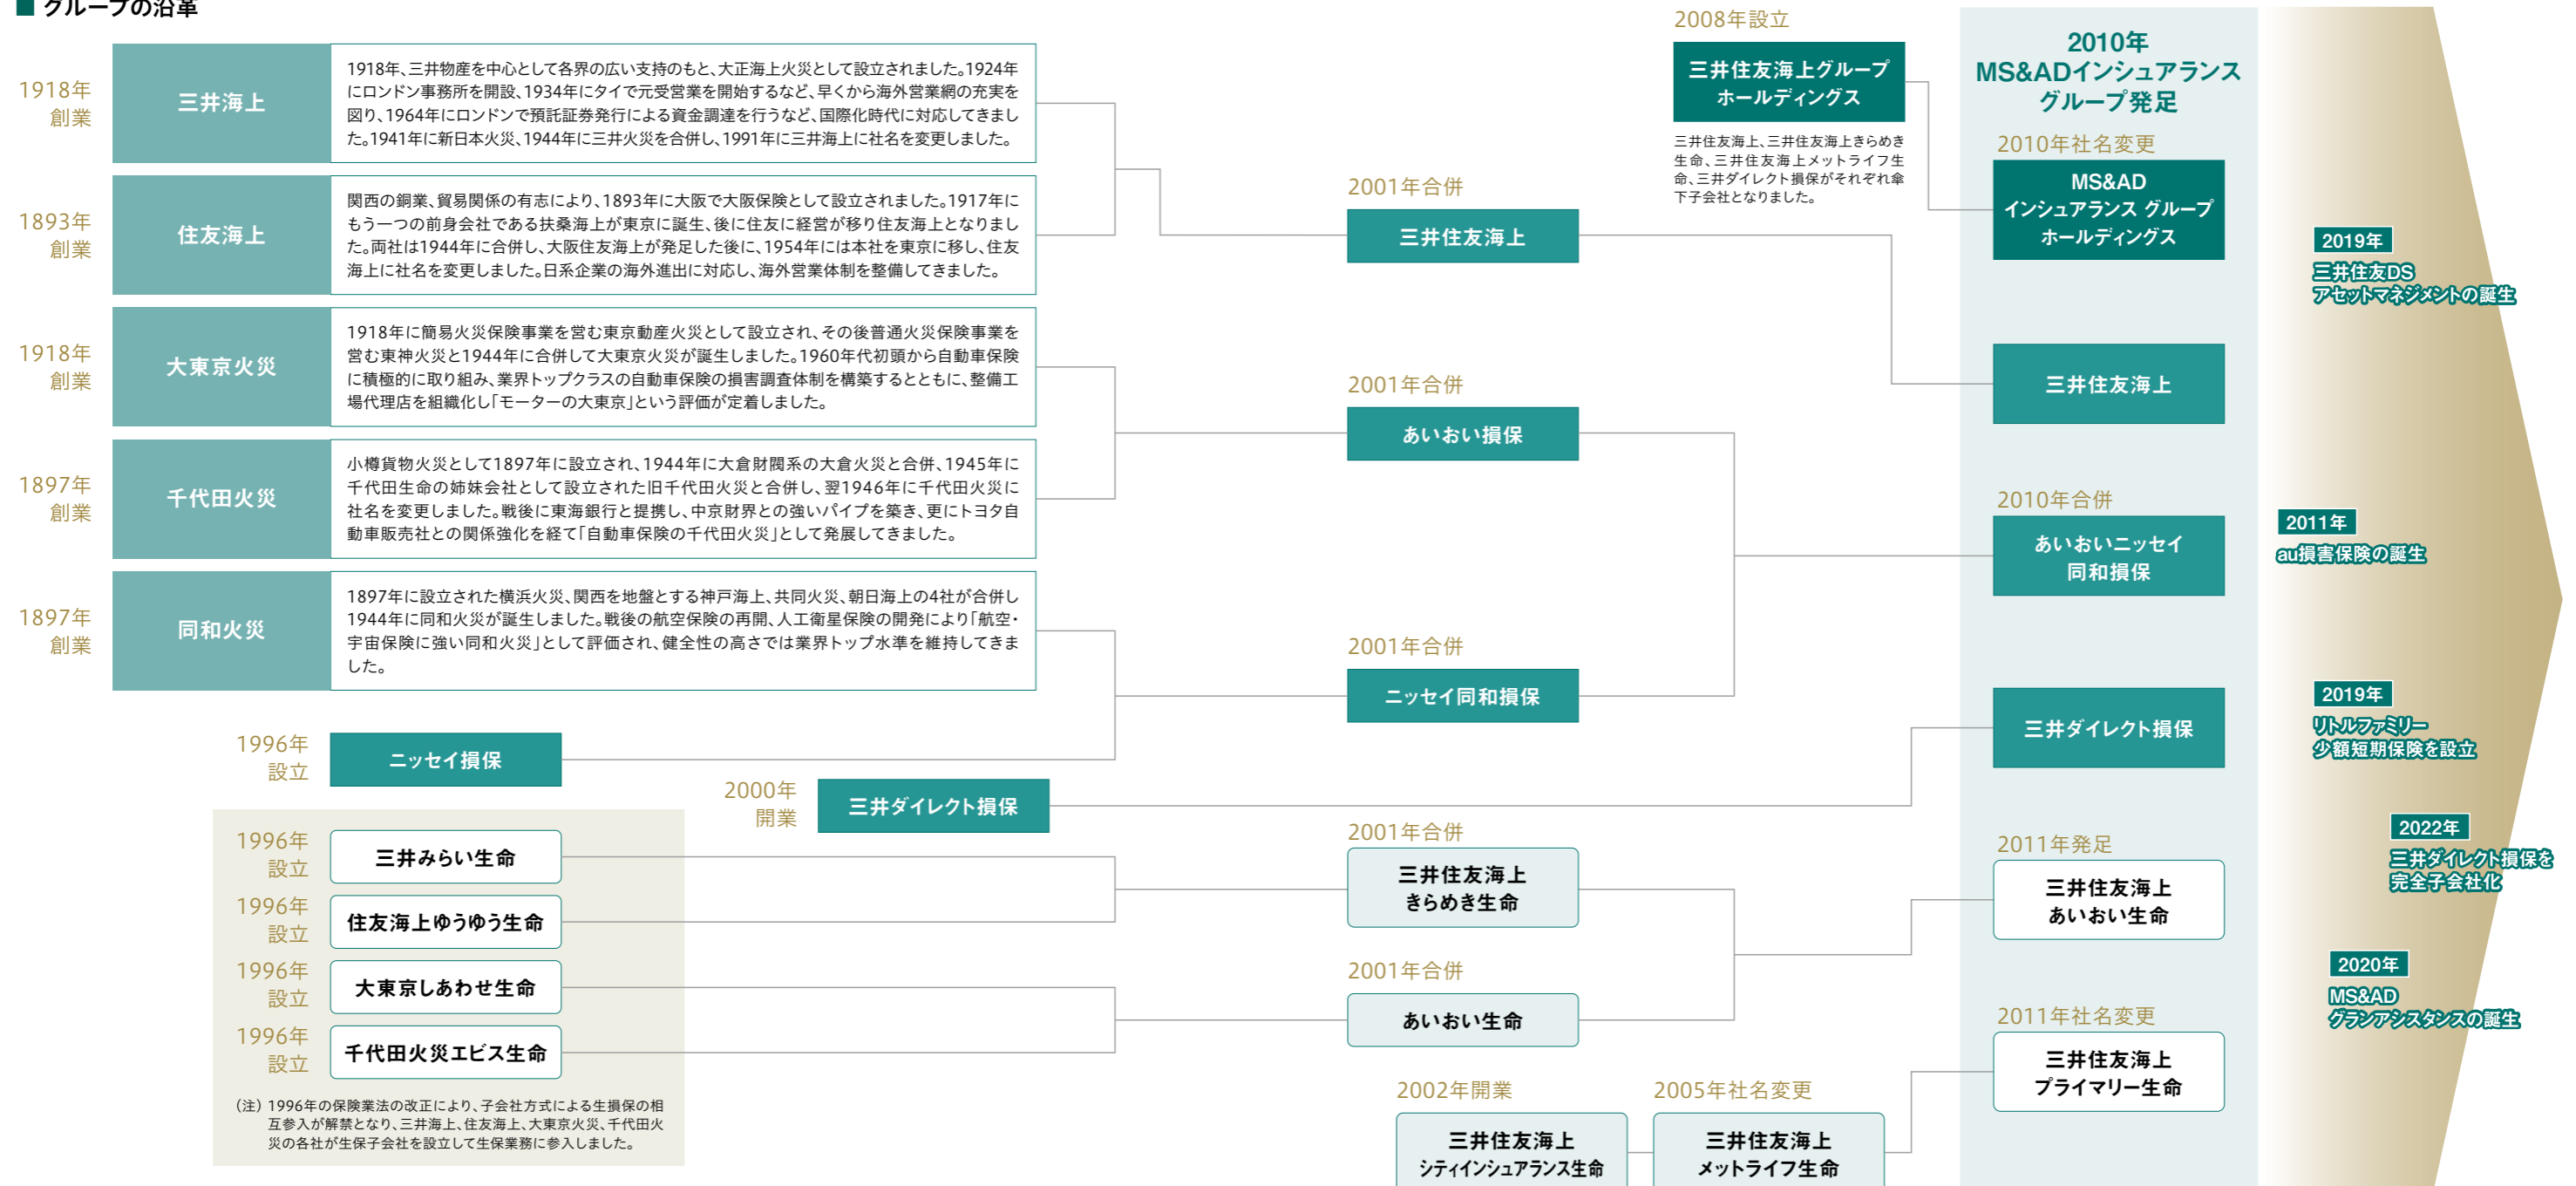 ■ グループの沿革
1918年
創業
三井海上
1918年、三井物産を中心として各界の広い支持のもと、大正海上火災として設立されました。1924年
にロンドン事務所を開設、1934年にタイで元受営業を開始するなど、早くから海外営業網の充実を
図り、1964年にロンドンで預託証券発行による資金調達を行うなど、国際化時代に対応してきまし
た。1941年に新日本火災、1944年に三井火災を合併し、1991年に三井海上に社名を変更しました。
1893年
創業
住友海上
関西の銅業、貿易関係の有志により、1893年に大阪で大阪保険として設立されました。1917年に
もう一つの前身会社である扶桑海上が東京に誕生、後に住友に経営が移り住友海上となりまし
た。両社は1944年に合併し、大阪住友海上が発足した後に、1954年には本社を東京に移し、住友
海上に社名を変更しました。日系企業の海外進出に対応し、海外営業体制を整備してきました。
1918年
創業
大東京火災
1918年に簡易火災保険事業を営む東京動産火災として設立され、その後普通火災保険事業を
営む東神火災と1944年に合併して大東京火災が誕生しました。1960年代初頭から自動車保険
に積極的に取り組み、業界トップクラスの自動車保険の損害調査体制を構築するとともに、整備工
場代理店を組織化し「モーターの大東京」という評価が定着しました。
1897年
創業
千代田火災
小樽貨物火災として1897年に設立され、1944年に大倉財閥系の大倉火災と合併、1945年に
千代田生命の姉妹会社として設立された旧千代田火災と合併し、翌1946年に千代田火災に
社名を変更しました。戦後に東海銀行と提携し、中京財界との強いパイプを築き、更にトヨタ自
動車販売社との関係強化を経て「自動車保険の千代田火災」として発展してきました。
1897年
創業
同和火災
1897年に設立された横浜火災、関西を地盤とする神戸海上、共同火災、朝日海上の4社が合併し
1944年に同和火災が誕生しました。戦後の航空保険の再開、人工衛星保険の開発により「航空・
宇宙保険に強い同和火災」として評価され、健全性の高さでは業界トップ水準を維持してきま
した。
1996年
設立
ニッセイ損保
2000年
開業
三井ダイレクト損保
1996年
設立
三井みらい生命
1996年
設立
住友海上ゆうゆう生命
1996年
設立
大東京しあわせ生命
1996年
設立
千代田火災エビス生命
(注) 1996年の保険業法の改正により、子会社方式による生損保の相
互参入が解禁となり、三井海上、住友海上、大東京火災、千代田火
災の各社が生保子会社を設立して生保業務に参入しました。
2001年合併
三井住友海上
2001年合併
あいおい損保
2001年合併
ニッセイ同和損保
2001年合併
三井住友海上
きらめき生命
2001年合併
あいおい生命
2002年開業
三井住友海上
シティインシュアランス生命
2005年社名変更
三井住友海上
メットライフ生命
2008年設立
三井住友海上グループ
ホールディングス
三井住友海上、三井住友海上きらめき
生命、三井住友海上メットライフ生
命、三井ダイレクト損保がそれぞれ傘
下子会社となりました。
2010年
MS&ADインシュアランス
グループ発足
2010年社名変更
MS&AD
インシュアランス グループ
ホールディングス
三井住友海上
2010年合併
あいおいニッセイ
同和損保
三井ダイレクト損保
2011年発足
三井住友海上
あいおい生命
2011年社名変更
三井住友海上
プライマリー生命
2019年
三井住友DS
アセットマネジメントの誕生
2011年
au損害保険の誕生
2019年
リトルファミリー
少額短期保険を設立
2022年
三井ダイレクト損保を
完全子会社化
2020年
MS&AD
グランアシスタンスの誕生